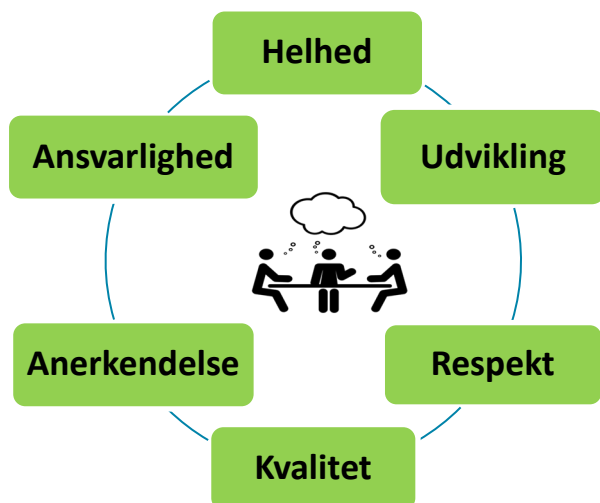 Helhed
Udvikling
Respekt
Kvalitet
Anerkendelse
Ansvarlighed